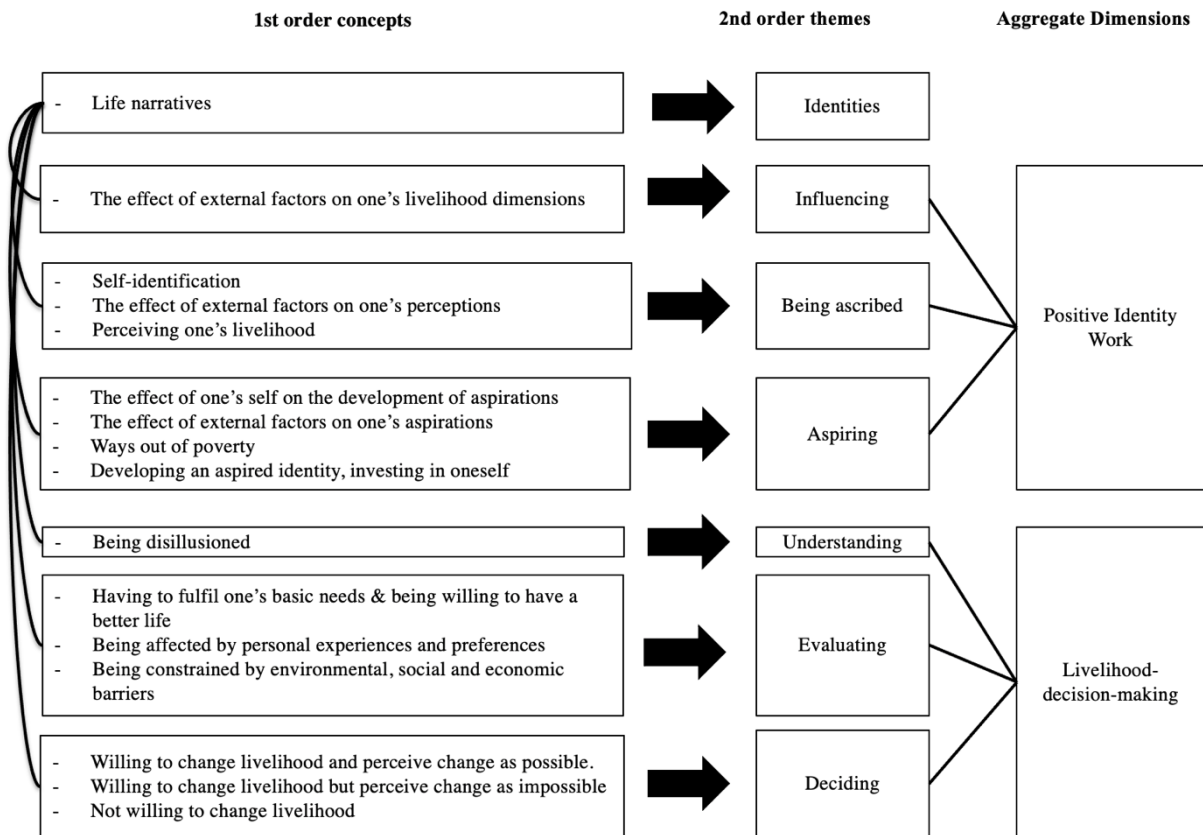 1st order concepts
2nd order themes
Aggregate Dimensions
- Life narratives
Identities
- The effect of external factors on one’s livelihood dimensions
Influencing
- Self-identification
- The effect of external factors on one’s perceptions
- Perceiving one’s livelihood
Being ascribed
Positive Identity
Work
- The effect of one’s self on the development of aspirations
- The effect of external factors on one’s aspirations
- Ways out of poverty
- Developing an aspired identity, investing in oneself
Aspiring
- Being disillusioned
Understanding
- Having to fulfil one’s basic needs & being willing to have a
better life
- Being affected by personal experiences and preferences
- Being constrained by environmental, social and economic
barriers
Evaluating
Livelihood-
decision-making
- Willing to change livelihood and perceive change as possible.
- Willing to change livelihood but perceive change as impossible
- Not willing to change livelihood
Deciding